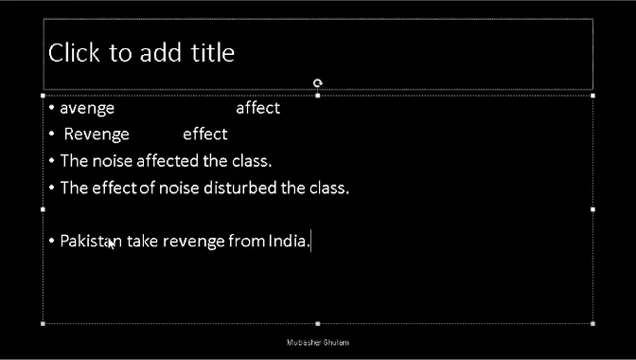 Click to add title
• avenge affect
• Revenge effect
• The noise affected the class.
• The effect of noise disturbed the class.
• Pakistan take revenge from India.
Mubasher Ghulam